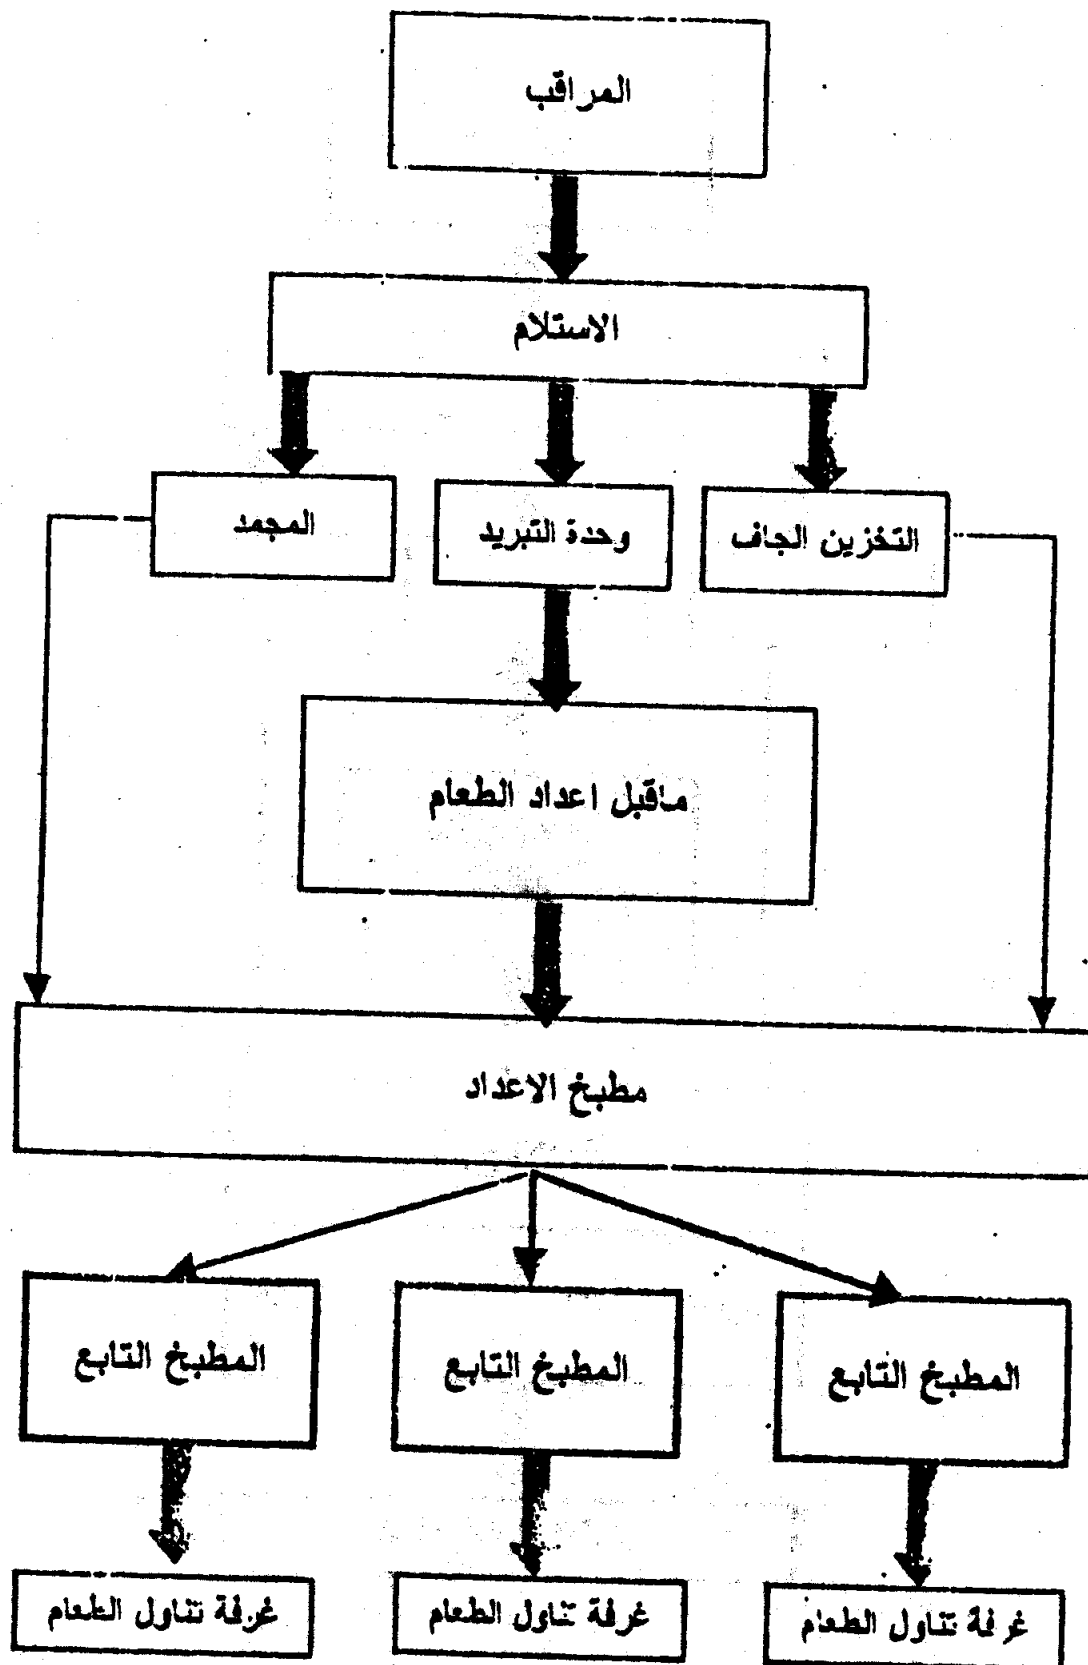 المراقب
الاستلام
التخزين الجاف
وحدة التبريد
المجمد
ماقبل اعداد الطعام
مطبخ الاعداد
المطبخ التابع
المطبخ التابع
المطبخ التابع
غرفة تناول الطعام
غرفة تناول الطعام
غرفة تناول الطعام